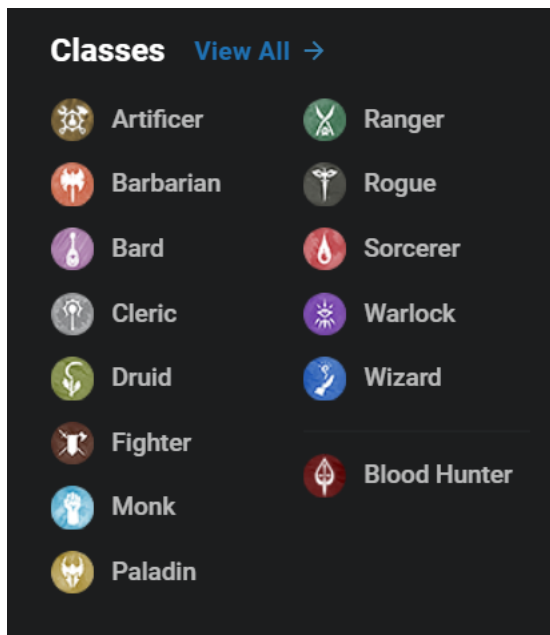 Classes View All →
Artificer
Barbarian
Bard
Cleric
Druid
Fighter
Monk
Paladin
Ranger
Rogue
Sorcerer
Warlock
Wizard
Blood Hunter